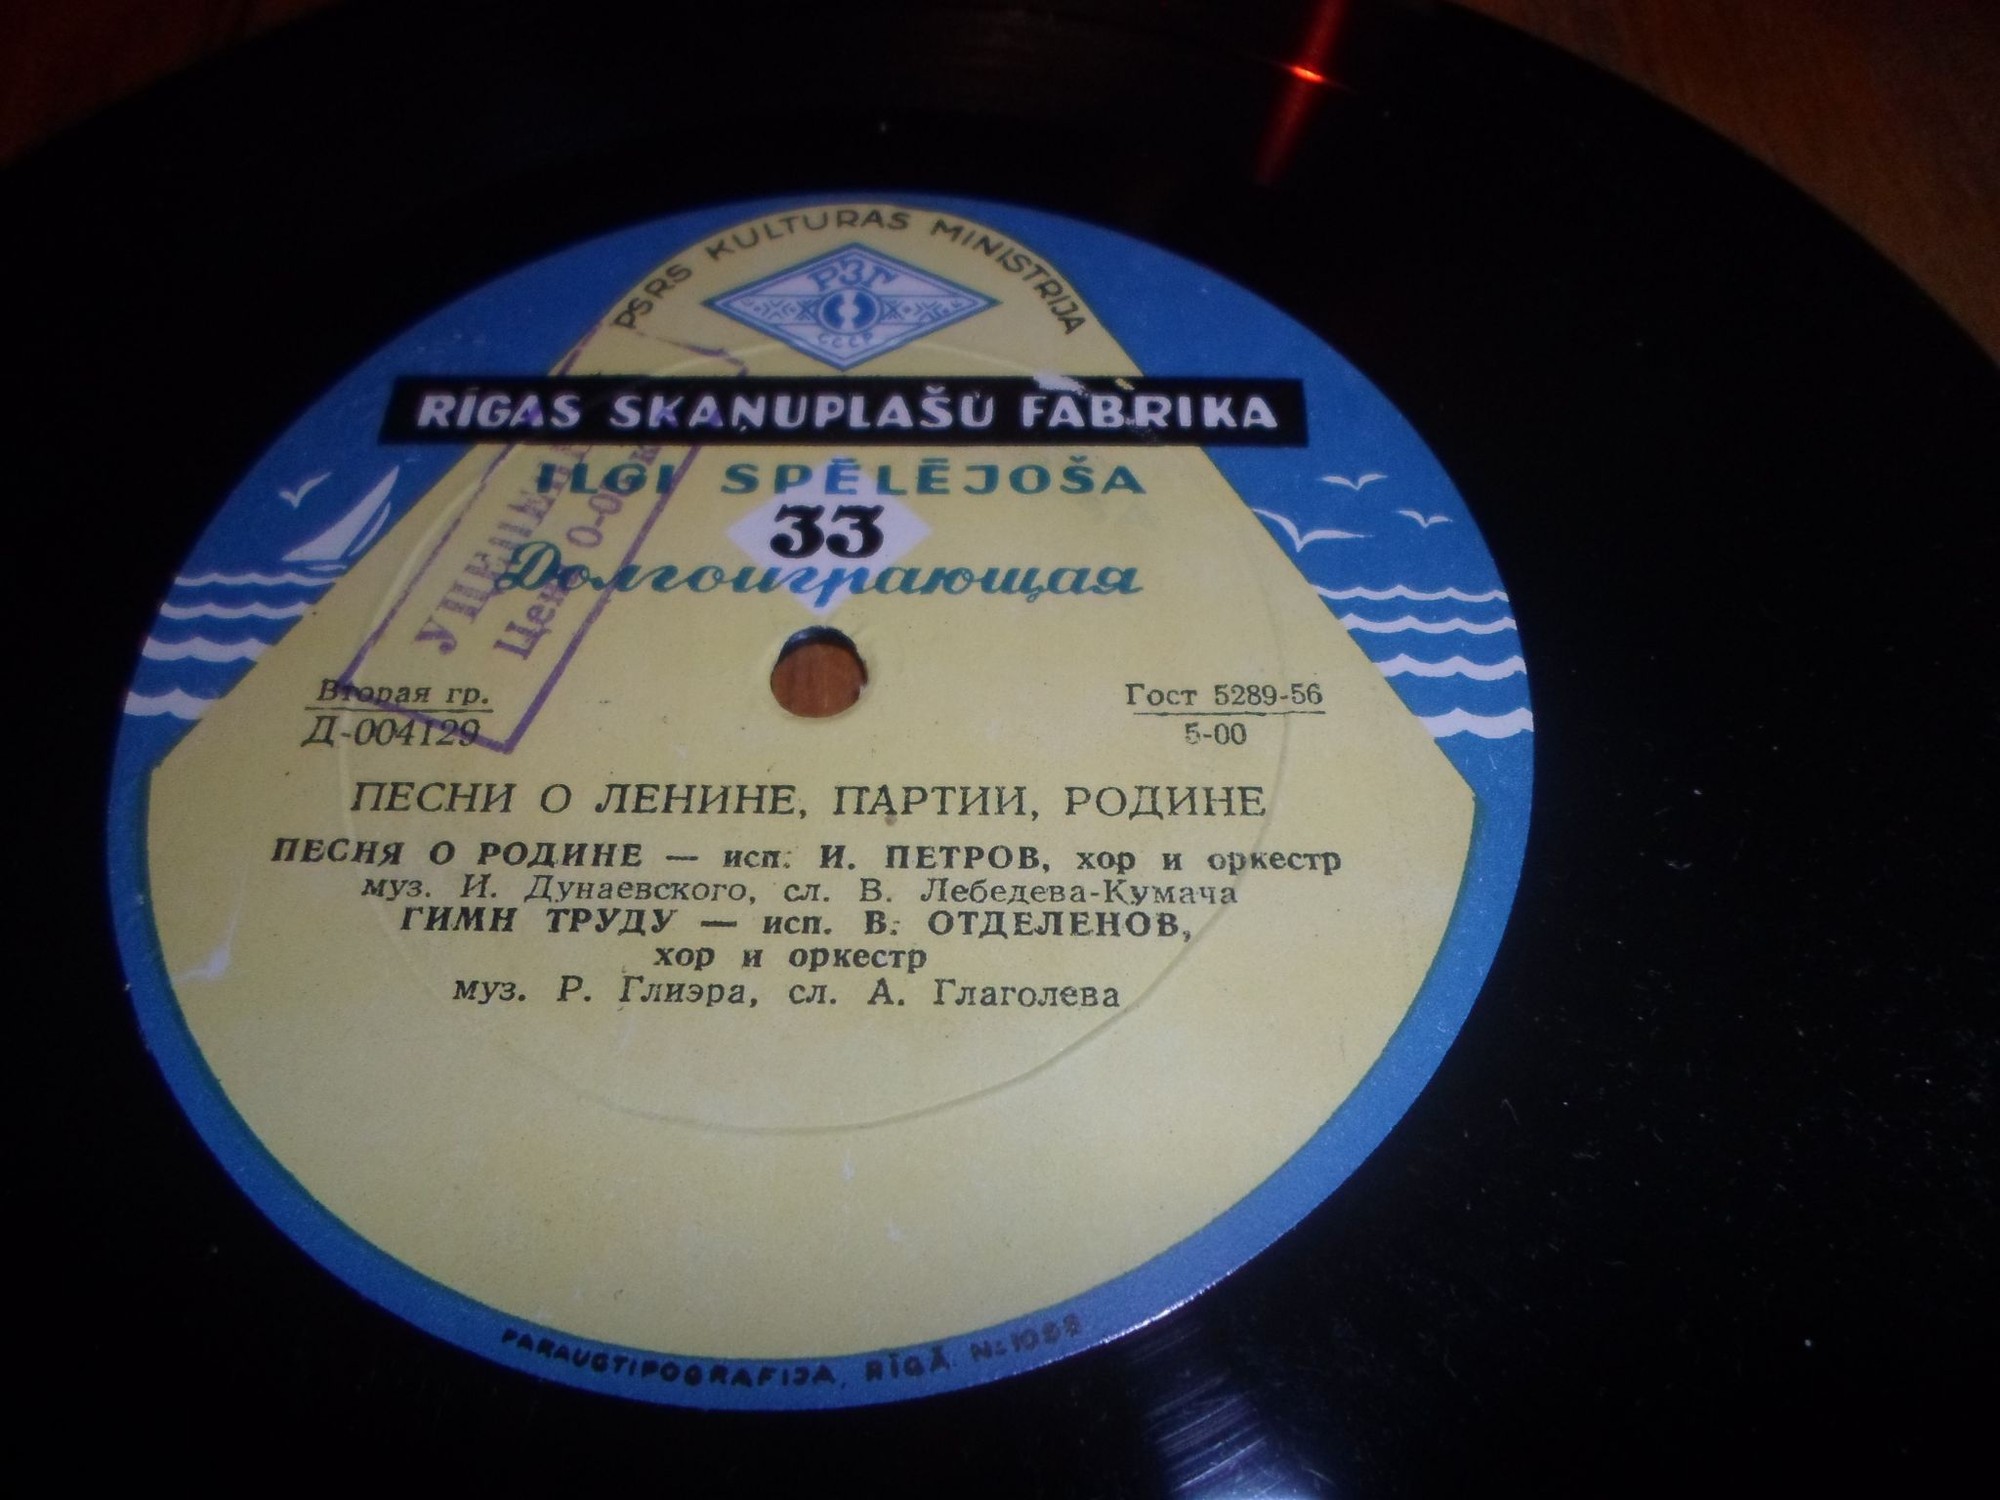 PSRS KULTURAS MINISTRIJA
РЗГ
СССР
RĪGAS SKAŅUPLAŠU FABRIKA
ILGI SPĒLĒJOŠA
33
Долгоиграющая
Вторая гр.
Д-004129
Гост 5289-56
5-00
ПЕСНИ О ЛЕНИНЕ, ПАРТИИ, РОДИНЕ
ПЕСНЯ О РОДИНЕ — исп. И. ПЕТРОВ, хор и оркестр
муз. И. Дунаевского, сл. В. Лебедева-Кумача
ГИМН ТРУДУ — исп. В. ОТДЕЛЕНОВ,
хор и оркестр
муз. Р. Глиэра, сл. А. Глаголева
PARAUGTIPOGRAFIJA, RĪGĀ